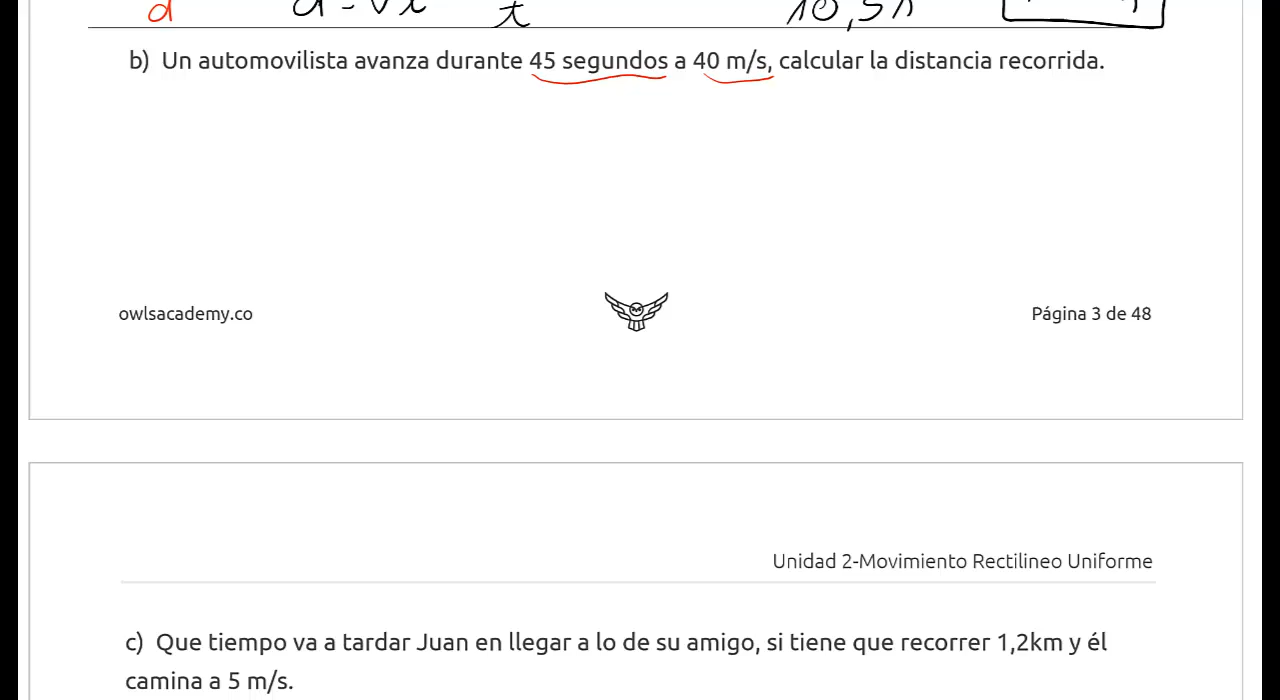 d d = v t t 10,5h
b) Un automovilista avanza durante 45 segundos a 40 m/s, calcular la distancia recorrida.
owlsacademy.co Página 3 de 48
Unidad 2-Movimiento Rectilineo Uniforme
c) Que tiempo va a tardar Juan en llegar a lo de su amigo, si tiene que recorrer 1,2km y él
camina a 5 m/s.